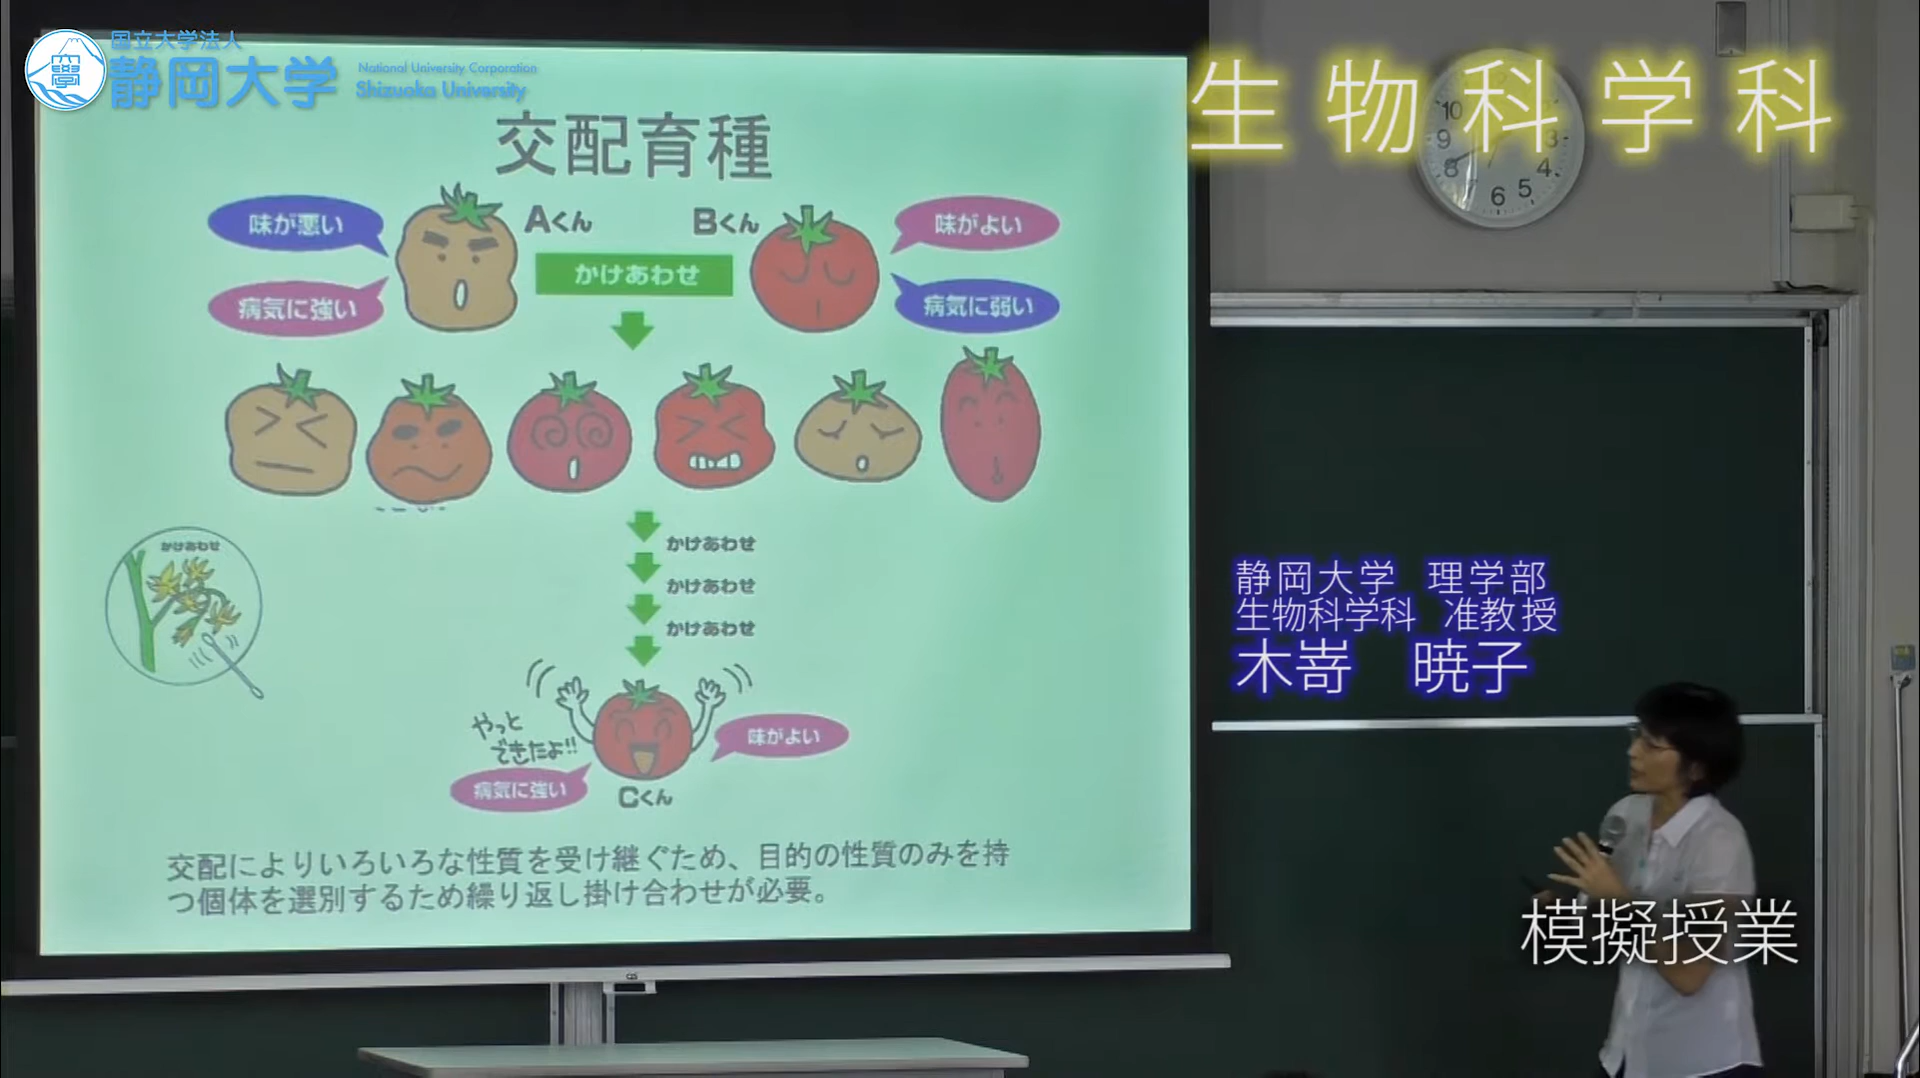 国立大学法人
静岡大学
National University Corporation
Shizuoka University
生物科学科
交配育種
味が悪い
Aくん
Bくん
味がよい
かけあわせ
病気に強い
病気に弱い
かけあわせ
かけあわせ
かけあわせ
かけあわせ
やっと
できたよ!!
味がよい
病気に強い
Cくん
交配によりいろいろな性質を受け継ぐため、目的の性質のみを持
つ個体を選別するため繰り返し掛け合わせが必要。
静岡大学 理学部
生物科学科 准教授
木嵜 暁子
模擬授業
10
9
8
7
6
5
4
3